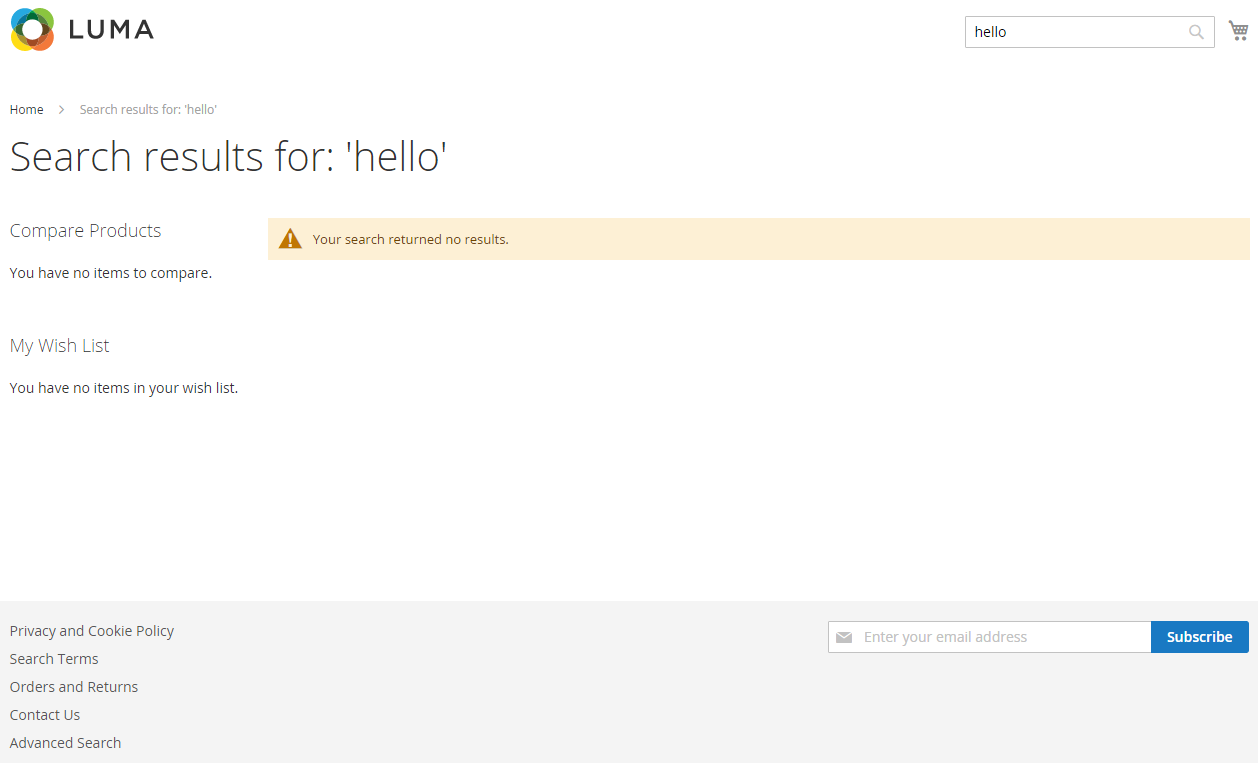 LUMA
hello
Home
Search results for: 'hello'
Search results for: 'hello'
Compare Products
You have no items to compare.
Your search returned no results.
My Wish List
You have no items in your wish list.
Privacy and Cookie Policy
Search Terms
Orders and Returns
Contact Us
Advanced Search
Enter your email address
Subscribe